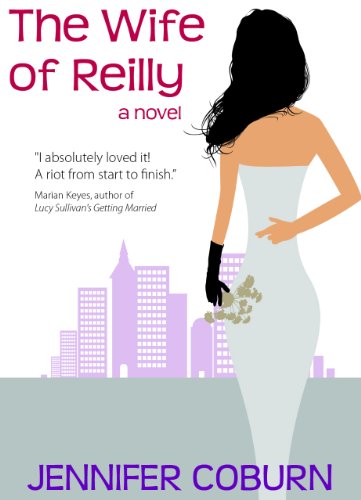 The Wife
of Reilly
a novel
"I absolutely loved it!
A riot from start to finish."
Marian Keyes, author of
Lucy Sullivan's Getting Married
JENNIFER COBURN